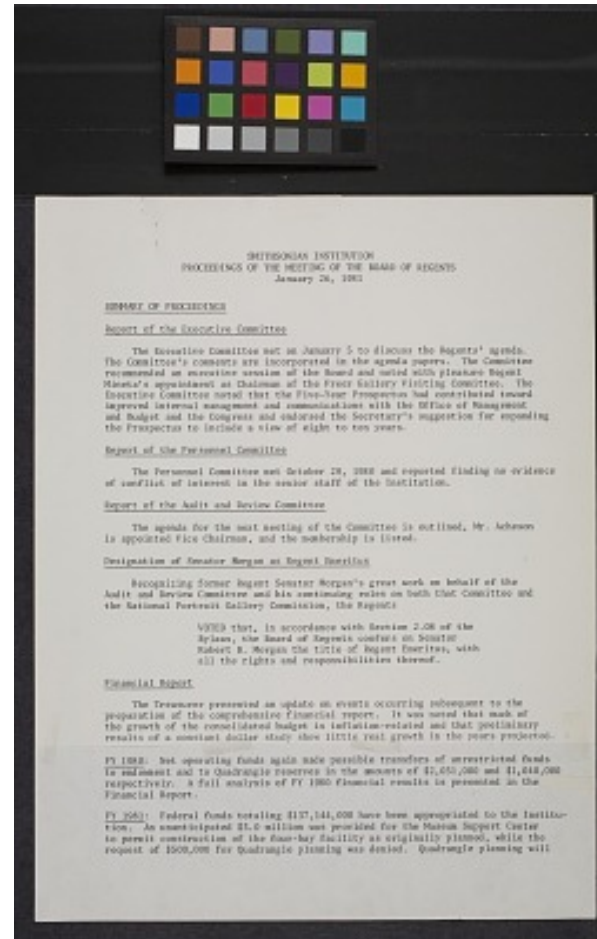 SMITHSONIAN INSTITUTION
PROCEEDINGS OF THE MEETING OF THE BOARD OF REGENTS
January 26, 1981
SUMMARY OF PROCEEDINGS
Report of the Executive Committee
The Executive Committee met on January 5 to discuss the Regents' agenda.
The Committee's comments are incorporated in the agenda papers. The Committee
recommended an executive session of the Board and noted with pleasure Regent
Mineta's appointment as Chairman of the Freer Gallery Visiting Committee. The
Executive Committee noted that the Five-Year Prospectus had contributed toward
improved internal management and communications with the Office of Management
and Budget and the Congress and endorsed the Secretary's suggestion for expanding
the Prospectus to include a view of eight to ten years.
Report of the Personnel Committee
The Personnel Committee met October 20, 1980 and reported finding no evidence
of conflict of interest in the senior staff of the Institution.
Report of the Audit and Review Committee
The agenda for the next meeting of the Committee is outlined, Mr. Acheson
is appointed Vice Chairman, and the membership is listed.
Designation of Senator Morgan as Regent Emeritus
Recognizing former Regent Senator Morgan's great work on behalf of the
Audit and Review Committee and his continuing roles on both that Committee and
the National Portrait Gallery Commission, the Regents
VOTED that, in accordance with Section 2.08 of the
Bylaws, the Board of Regents confers on Senator
Robert B. Morgan the title of Regent Emeritus, with
all the rights and responsibilities thereof.
Financial Report
The Treasurer presented an update on events occurring subsequent to the
preparation of the comprehensive financial report. It was noted that much of
the growth of the consolidated budget is inflation-related and that preliminary
results of a constant dollar study show little real growth in the years projected.
FY 1980: Net operating funds again made possible transfers of unrestricted funds
to endowment and to Quadrangle reserves in the amounts of and
respectively. A full analysis of FY 1980 financial results is presented in the
Financial Report.
FY 1981: Federal funds totaling have been appropriated to the Institu-
tion. An unanticipated million was provided for the Museum Support Center
to permit construction of the four-bay facility as originally planned, while the
request of $500,000 for Quadrangle planning was denied. Quadrangle planning will